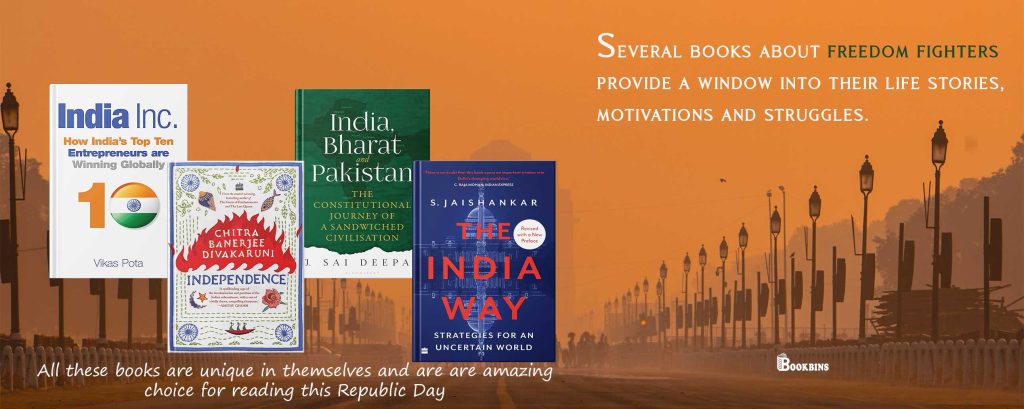 SEVERAL BOOKS ABOUT FREEDOM FIGHTERS
PROVIDE A WINDOW INTO THEIR LIFE STORIES,
MOTIVATIONS AND STRUGGLES.
India Inc.
How India's Top Ten
Entrepreneurs are
Winning Globally
10
Vikas Pota
CHITRA
BANERJEE
DIVAKARUNI
INDEPENDENCE
India,
Bharat
and
Pakistan
THE
CONSTITUTIONAL
JOURNEY OF
A SANDWICHED
CIVILISATION
J. SAI DEEPA
BLOOMSBURY
C. RAJA MOHAN, INDIAN EXPRESS
S. JAISHANKAR
THE
INDIA
WAY
Revised
with a New
Preface
STRATEGIES FOR AN
UNCERTAIN WORLD
All these books are unique in themselves and are are amazing
choice for reading this Republic Day
BOOKBINS